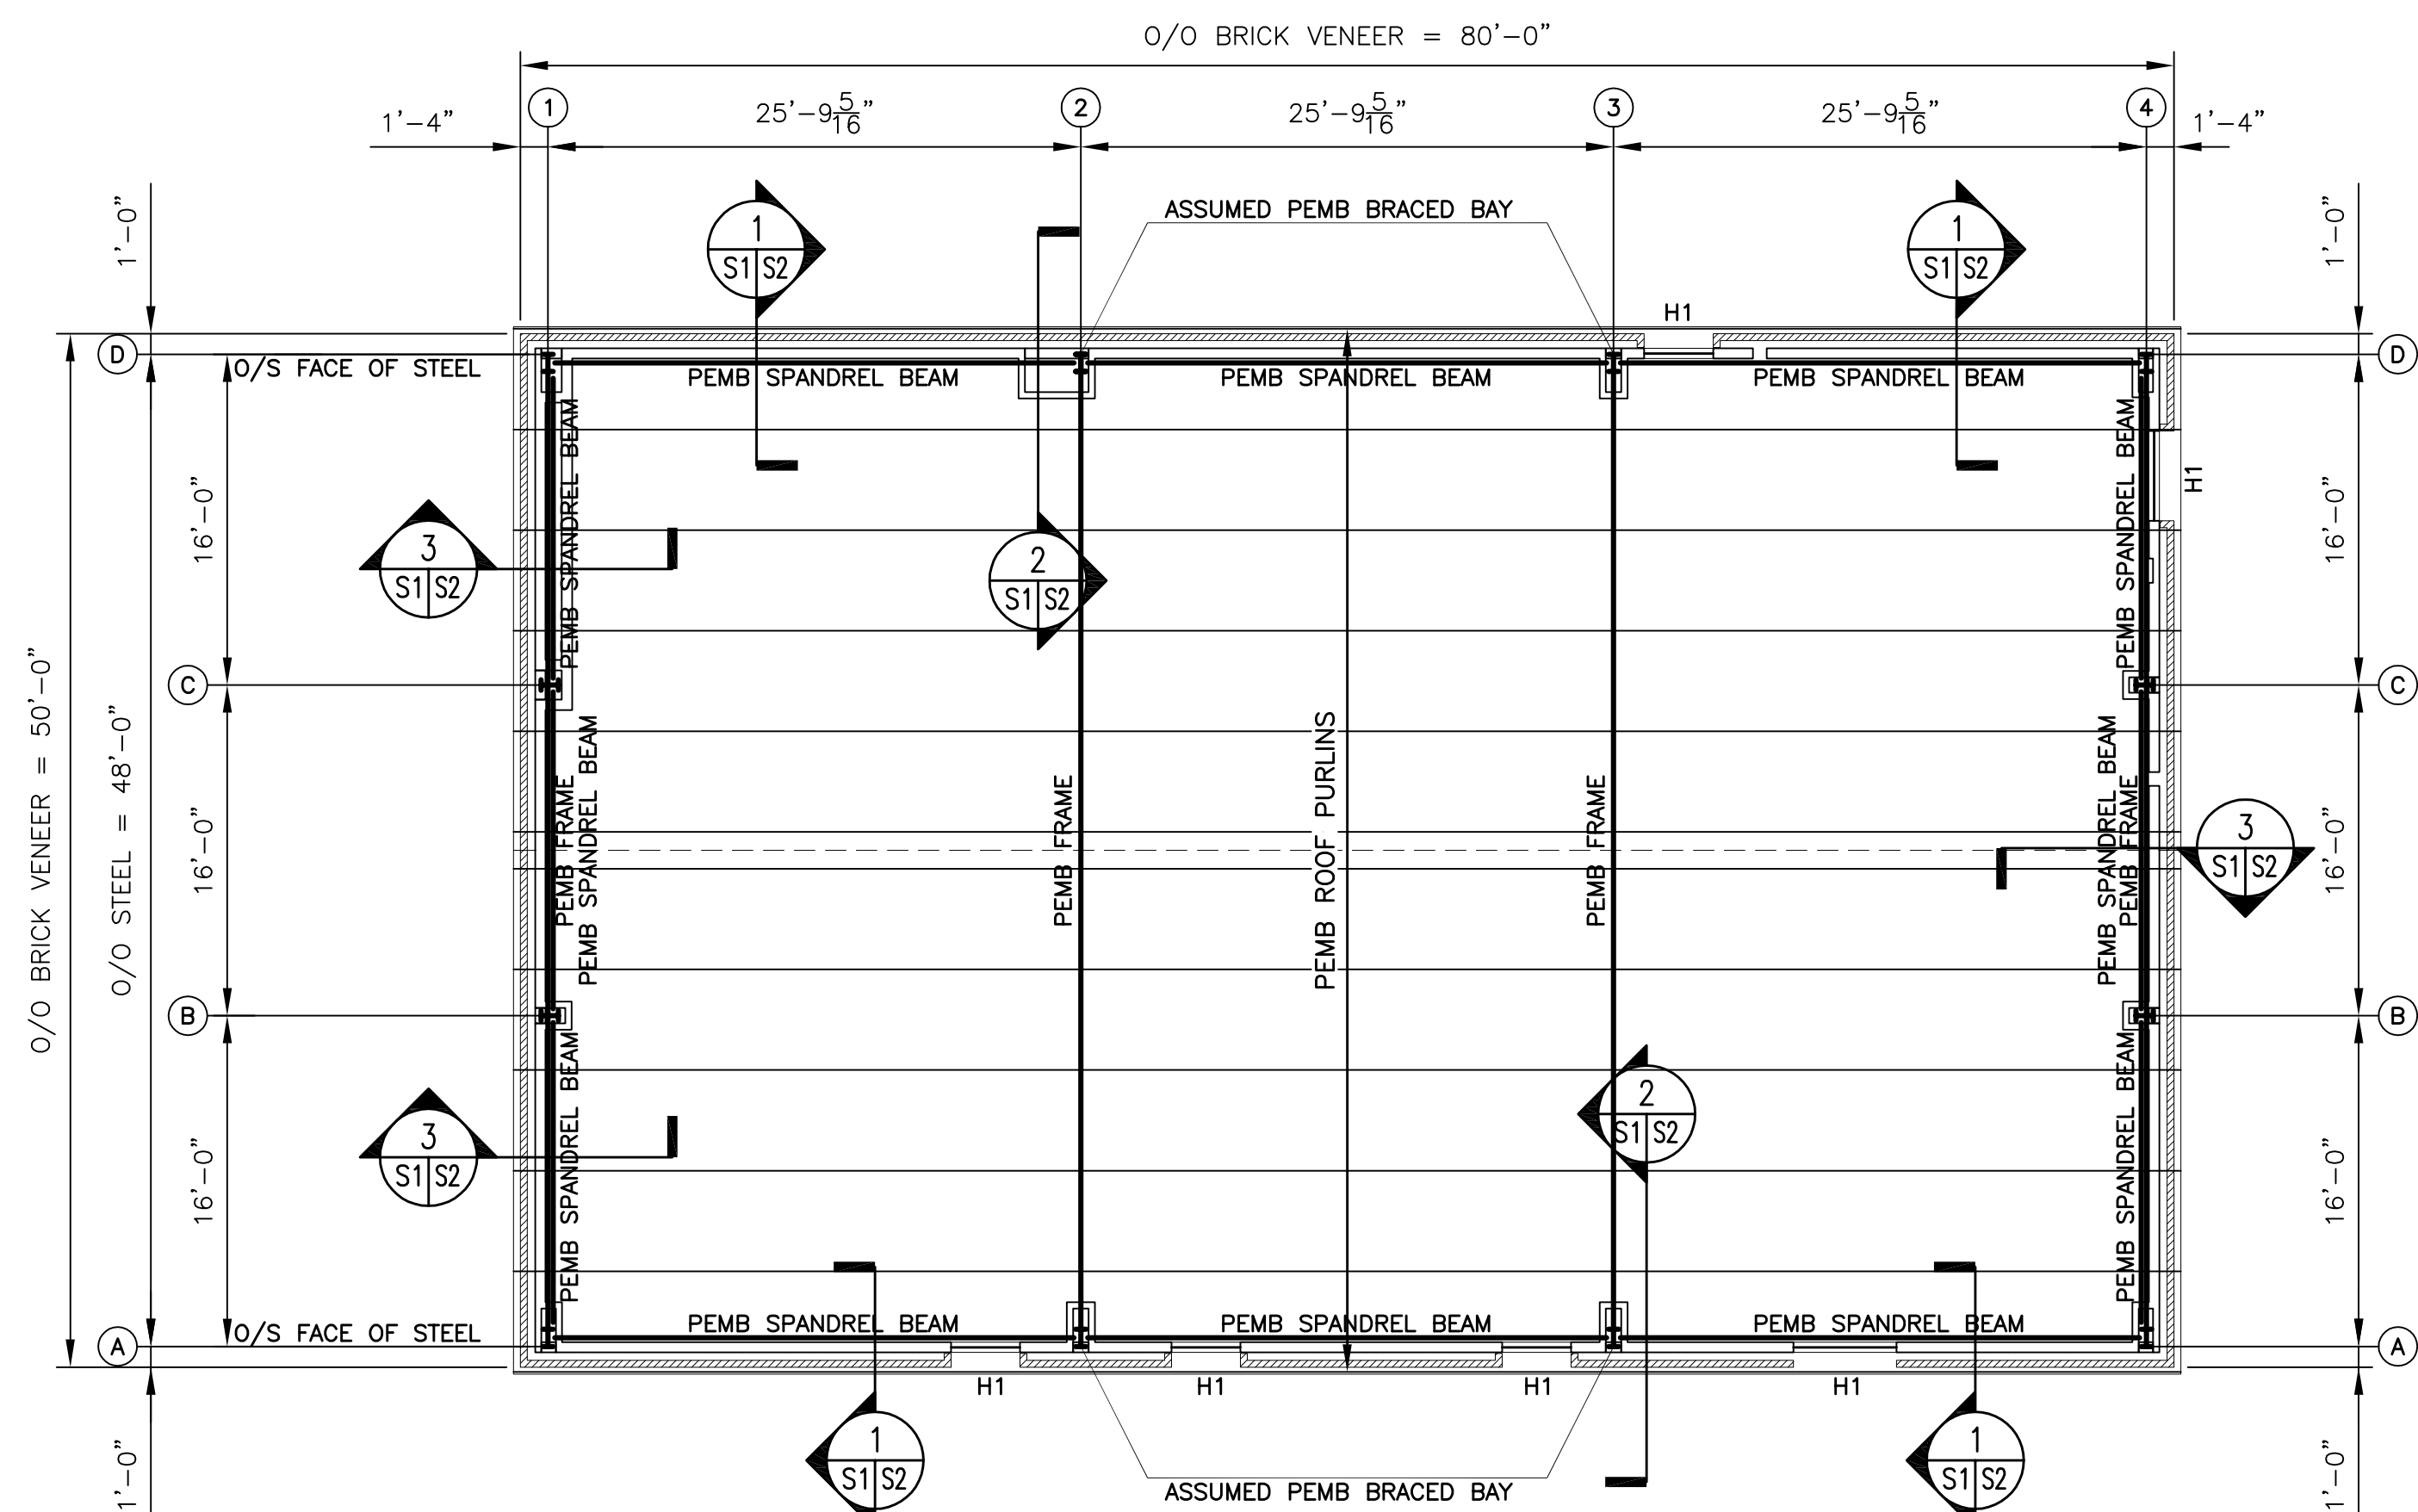 O/O BRICK VENEER = 80'-0"
1 2 3 4
1'-4" 25'-9 5/16" 25'-9 5/16" 25'-9 5/16" 1'-4"
1'-0" 1'-0"
ASSUMED PEMB BRACED BAY
1
S1 S2
1
S1 S2
H1
D D
O/S FACE OF STEEL
PEMB SPANDREL BEAM PEMB SPANDREL BEAM PEMB SPANDREL BEAM
PEMB SPANDREL BEAM
PEMB SPANDREL BEAM
H1
16'-0" 16'-0"
3
S1 S2
2
S1 S2
C C
O/O BRICK VENEER = 50'-0"
O/O STEEL = 48'-0"
16'-0" 16'-0"
PEMB FRAME
PEMB SPANDREL BEAM
PEMB FRAME
PEMB ROOF PURLINS
PEMB FRAME
PEMB SPANDREL BEAM
PEMB FRAME
3
S1 S2
B B
16'-0" 16'-0"
PEMB SPANDREL BEAM
PEMB SPANDREL BEAM
2
S1 S2
3
S1 S2
PEMB SPANDREL BEAM PEMB SPANDREL BEAM PEMB SPANDREL BEAM
O/S FACE OF STEEL
A A
H1 H1 H1 H1
1
S1 S2
1
S1 S2
1'-0" 1'-0"
ASSUMED PEMB BRACED BAY